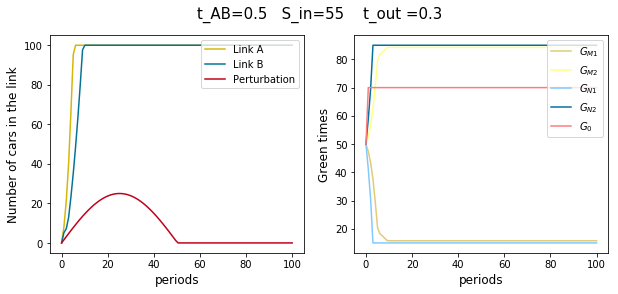 t_AB=0.5 S_in=55 t_out =0.3
Number of cars in the link
100
80
60
40
20
0
Link A
Link B
Perturbation
0 20 40 60 80 100
periods
Green times
80
70
60
50
40
30
20
G_{M1}
G_{M2}
G_{N1}
G_{N2}
G_0
0 20 40 60 80 100
periods